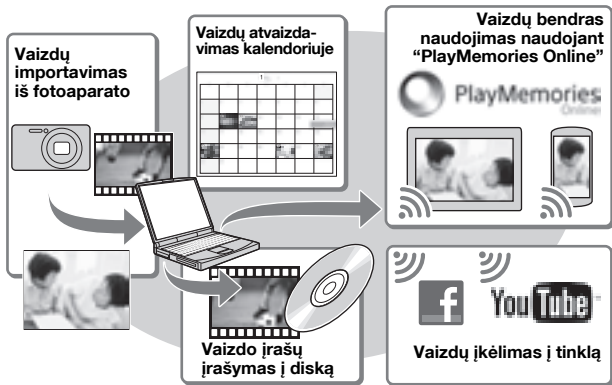 Vaizdų
importavimas
iš fotoaparato
Vaizdų atvaizda-
vimas kalendoriuje
1
Vaizdų bendras
naudojimas naudojant
“PlayMemories Online”
PlayMemories
Online
Vaizdo įrašų
įrašymas į diską
f
You Tube
Vaizdų įkėlimas į tinklą